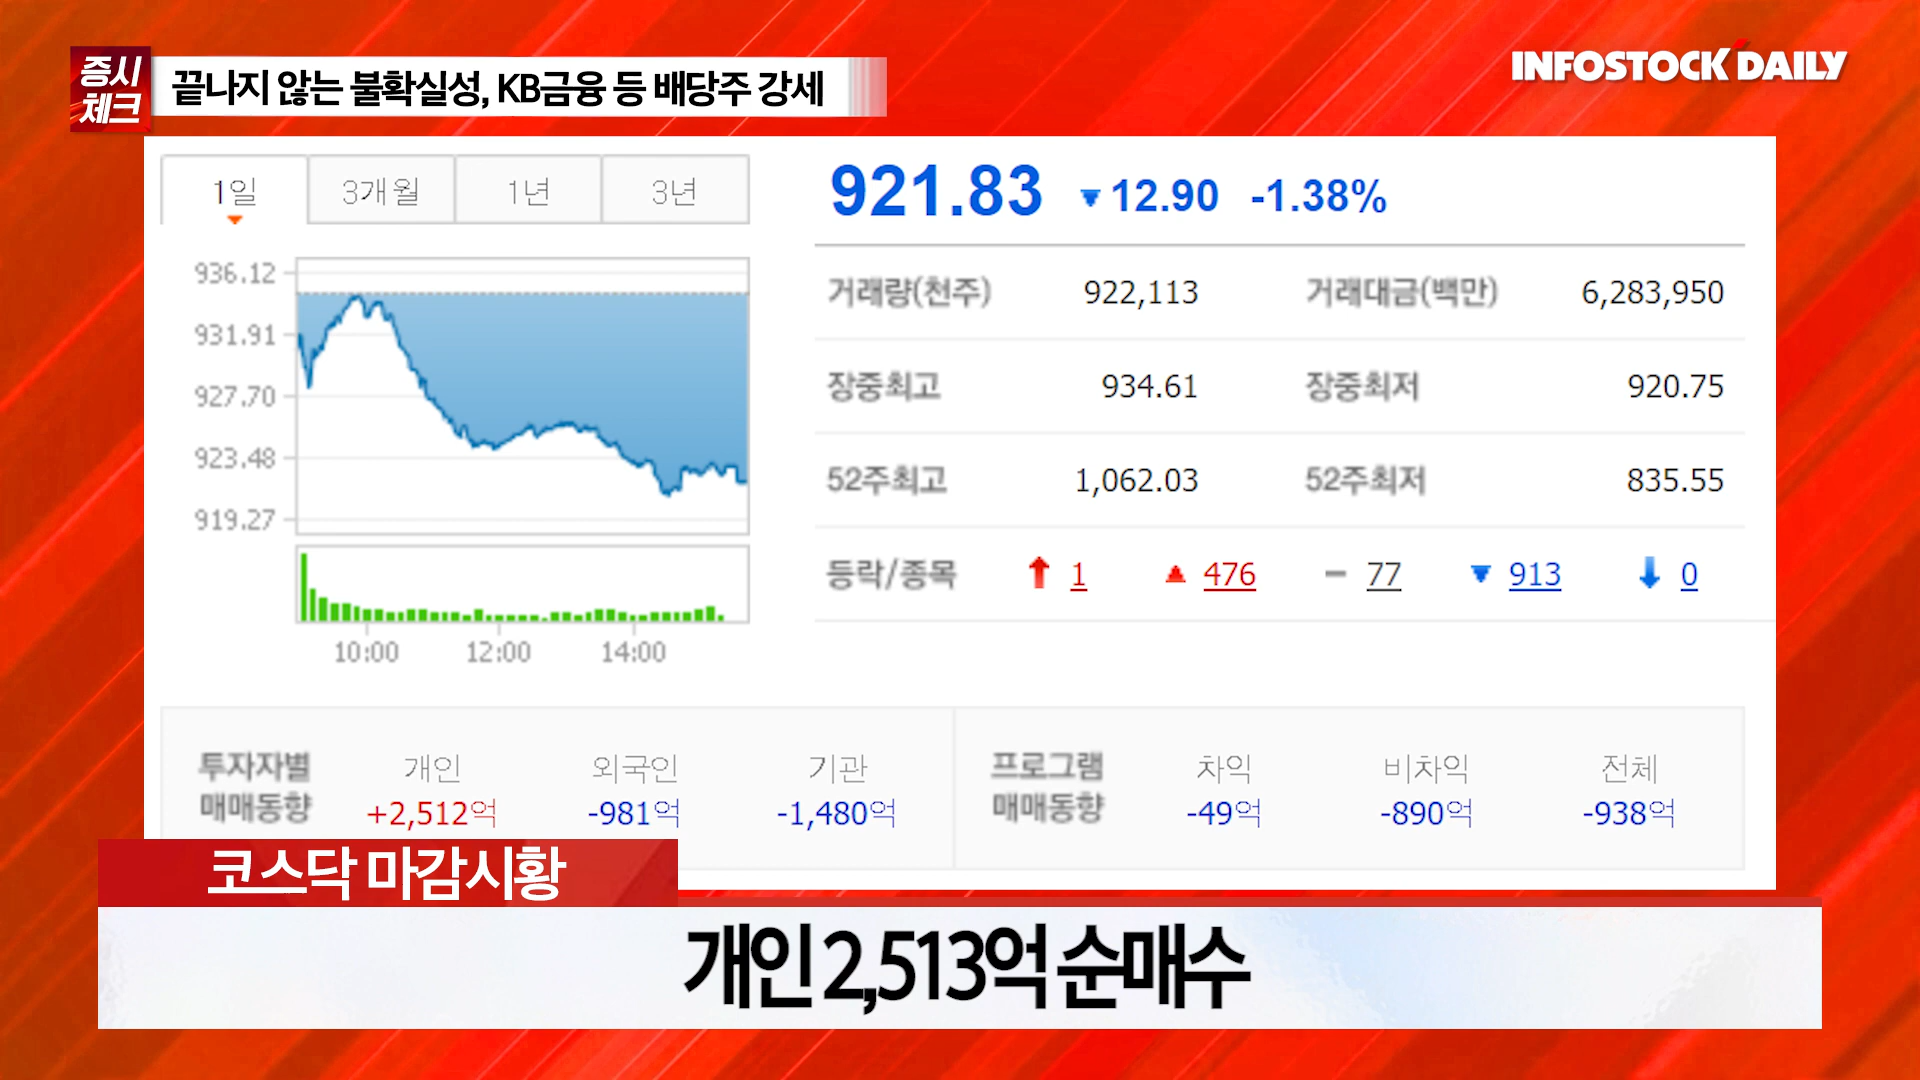 증시
체크
끝나지 않는 불확실성, KB금융 등 배당주 강세
INFOSTOCK DAILY
1일 3개월 1년 3년
936.12
931.91
927.70
923.48
919.27
10:00 12:00 14:00
921.83 ▼12.90 -1.38%
거래량(천주) 922,113 거래대금(백만) 6,283,950
장중최고 934.61 장중최저 920.75
52주최고 1,062.03 52주최저 835.55
등락/종목 1 476 77 913 0
투자자별 개인 외국인 기관
매매동향 +2,512억 -981억 -1,480억
프로그램 차익 비차익 전체
매매동향 -49억 -890억 -938억
코스닥 마감시황
개인 2,513억 순매수